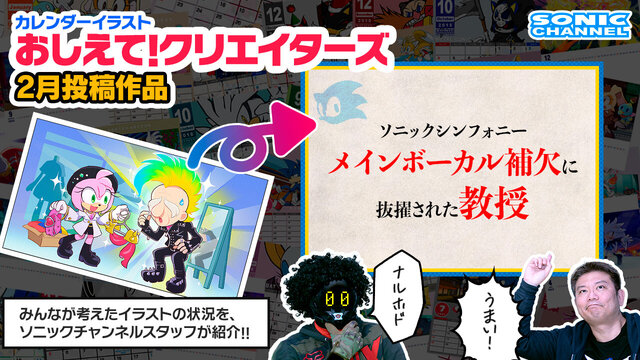 カレンダーイラスト
おしえて!クリエイターズ
2月投稿作品
SONIC
CHANNEL
ソニックシンフォニー
メインボーカル補欠に
抜擢された教授
ナルホド
うまい!
00
みんなが考えたイラストの状況を、
ソニックチャンネルスタッフが紹介!!